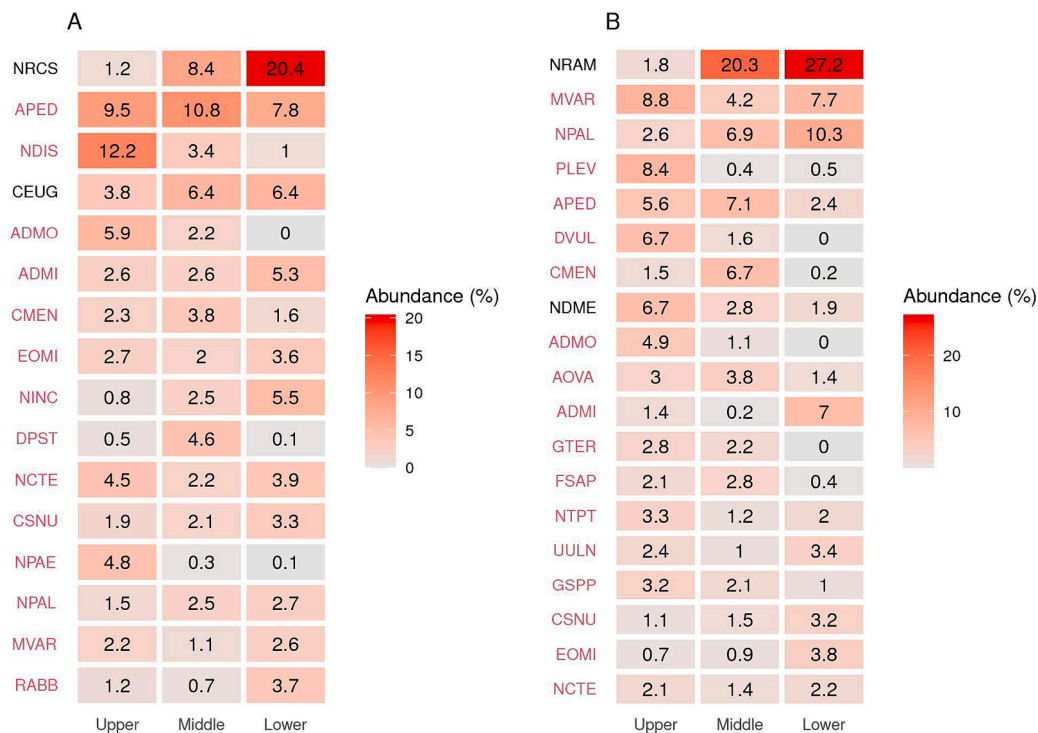 A
NRCS 1.2 8.4 20.4
APED 9.5 10.8 7.8
NDIS 12.2 3.4 1
CEUG 3.8 6.4 6.4
ADMO 5.9 2.2 0
ADMI 2.6 2.6 5.3
CMEN 2.3 3.8 1.6
EOMI 2.7 2 3.6
NINC 0.8 2.5 5.5
DPST 0.5 4.6 0.1
NCTE 4.5 2.2 3.9
CSNU 1.9 2.1 3.3
NPAE 4.8 0.3 0.1
NPAL 1.5 2.5 2.7
MVAR 2.2 1.1 2.6
RABB 1.2 0.7 3.7
Upper Middle Lower
Abundance (%)
20
15
10
5
0
B
NRAM 1.8 20.3 27.2
MVAR 8.8 4.2 7.7
NPAL 2.6 6.9 10.3
PLEV 8.4 0.4 0.5
APED 5.6 7.1 2.4
DVUL 6.7 1.6 0
CMEN 1.5 6.7 0.2
NDME 6.7 2.8 1.9
ADMO 4.9 1.1 0
AOVA 3 3.8 1.4
ADMI 1.4 0.2 7
GTER 2.8 2.2 0
FSAP 2.1 2.8 0.4
NTPT 3.3 1.2 2
UULN 2.4 1 3.4
GSPP 3.2 2.1 1
CSNU 1.1 1.5 3.2
EOMI 0.7 0.9 3.8
NCTE 2.1 1.4 2.2
Upper Middle Lower
Abundance (%)
20
10